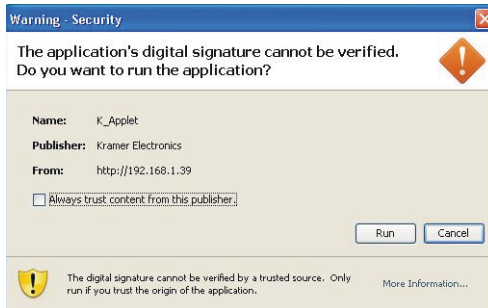 Warning - Security
The application's digital signature cannot be verified.
Do you want to run the application?
Name: K_Applet
Publisher: Kramer Electronics
From: http://192.168.1.39
Always trust content from this publisher.
Run Cancel
The digital signature cannot be verified by a trusted source. Only
run if you trust the origin of the application.
More Information...